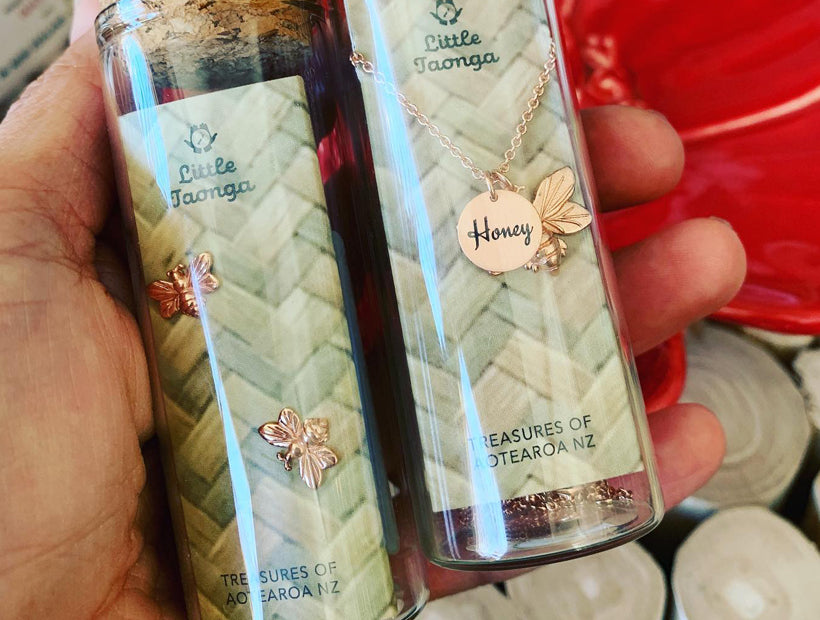 Little
Taonga
TREASURES OF
AOTEAROA NZ
Little
Taonga
Honey
TREASURES OF
AOTEAROA NZ